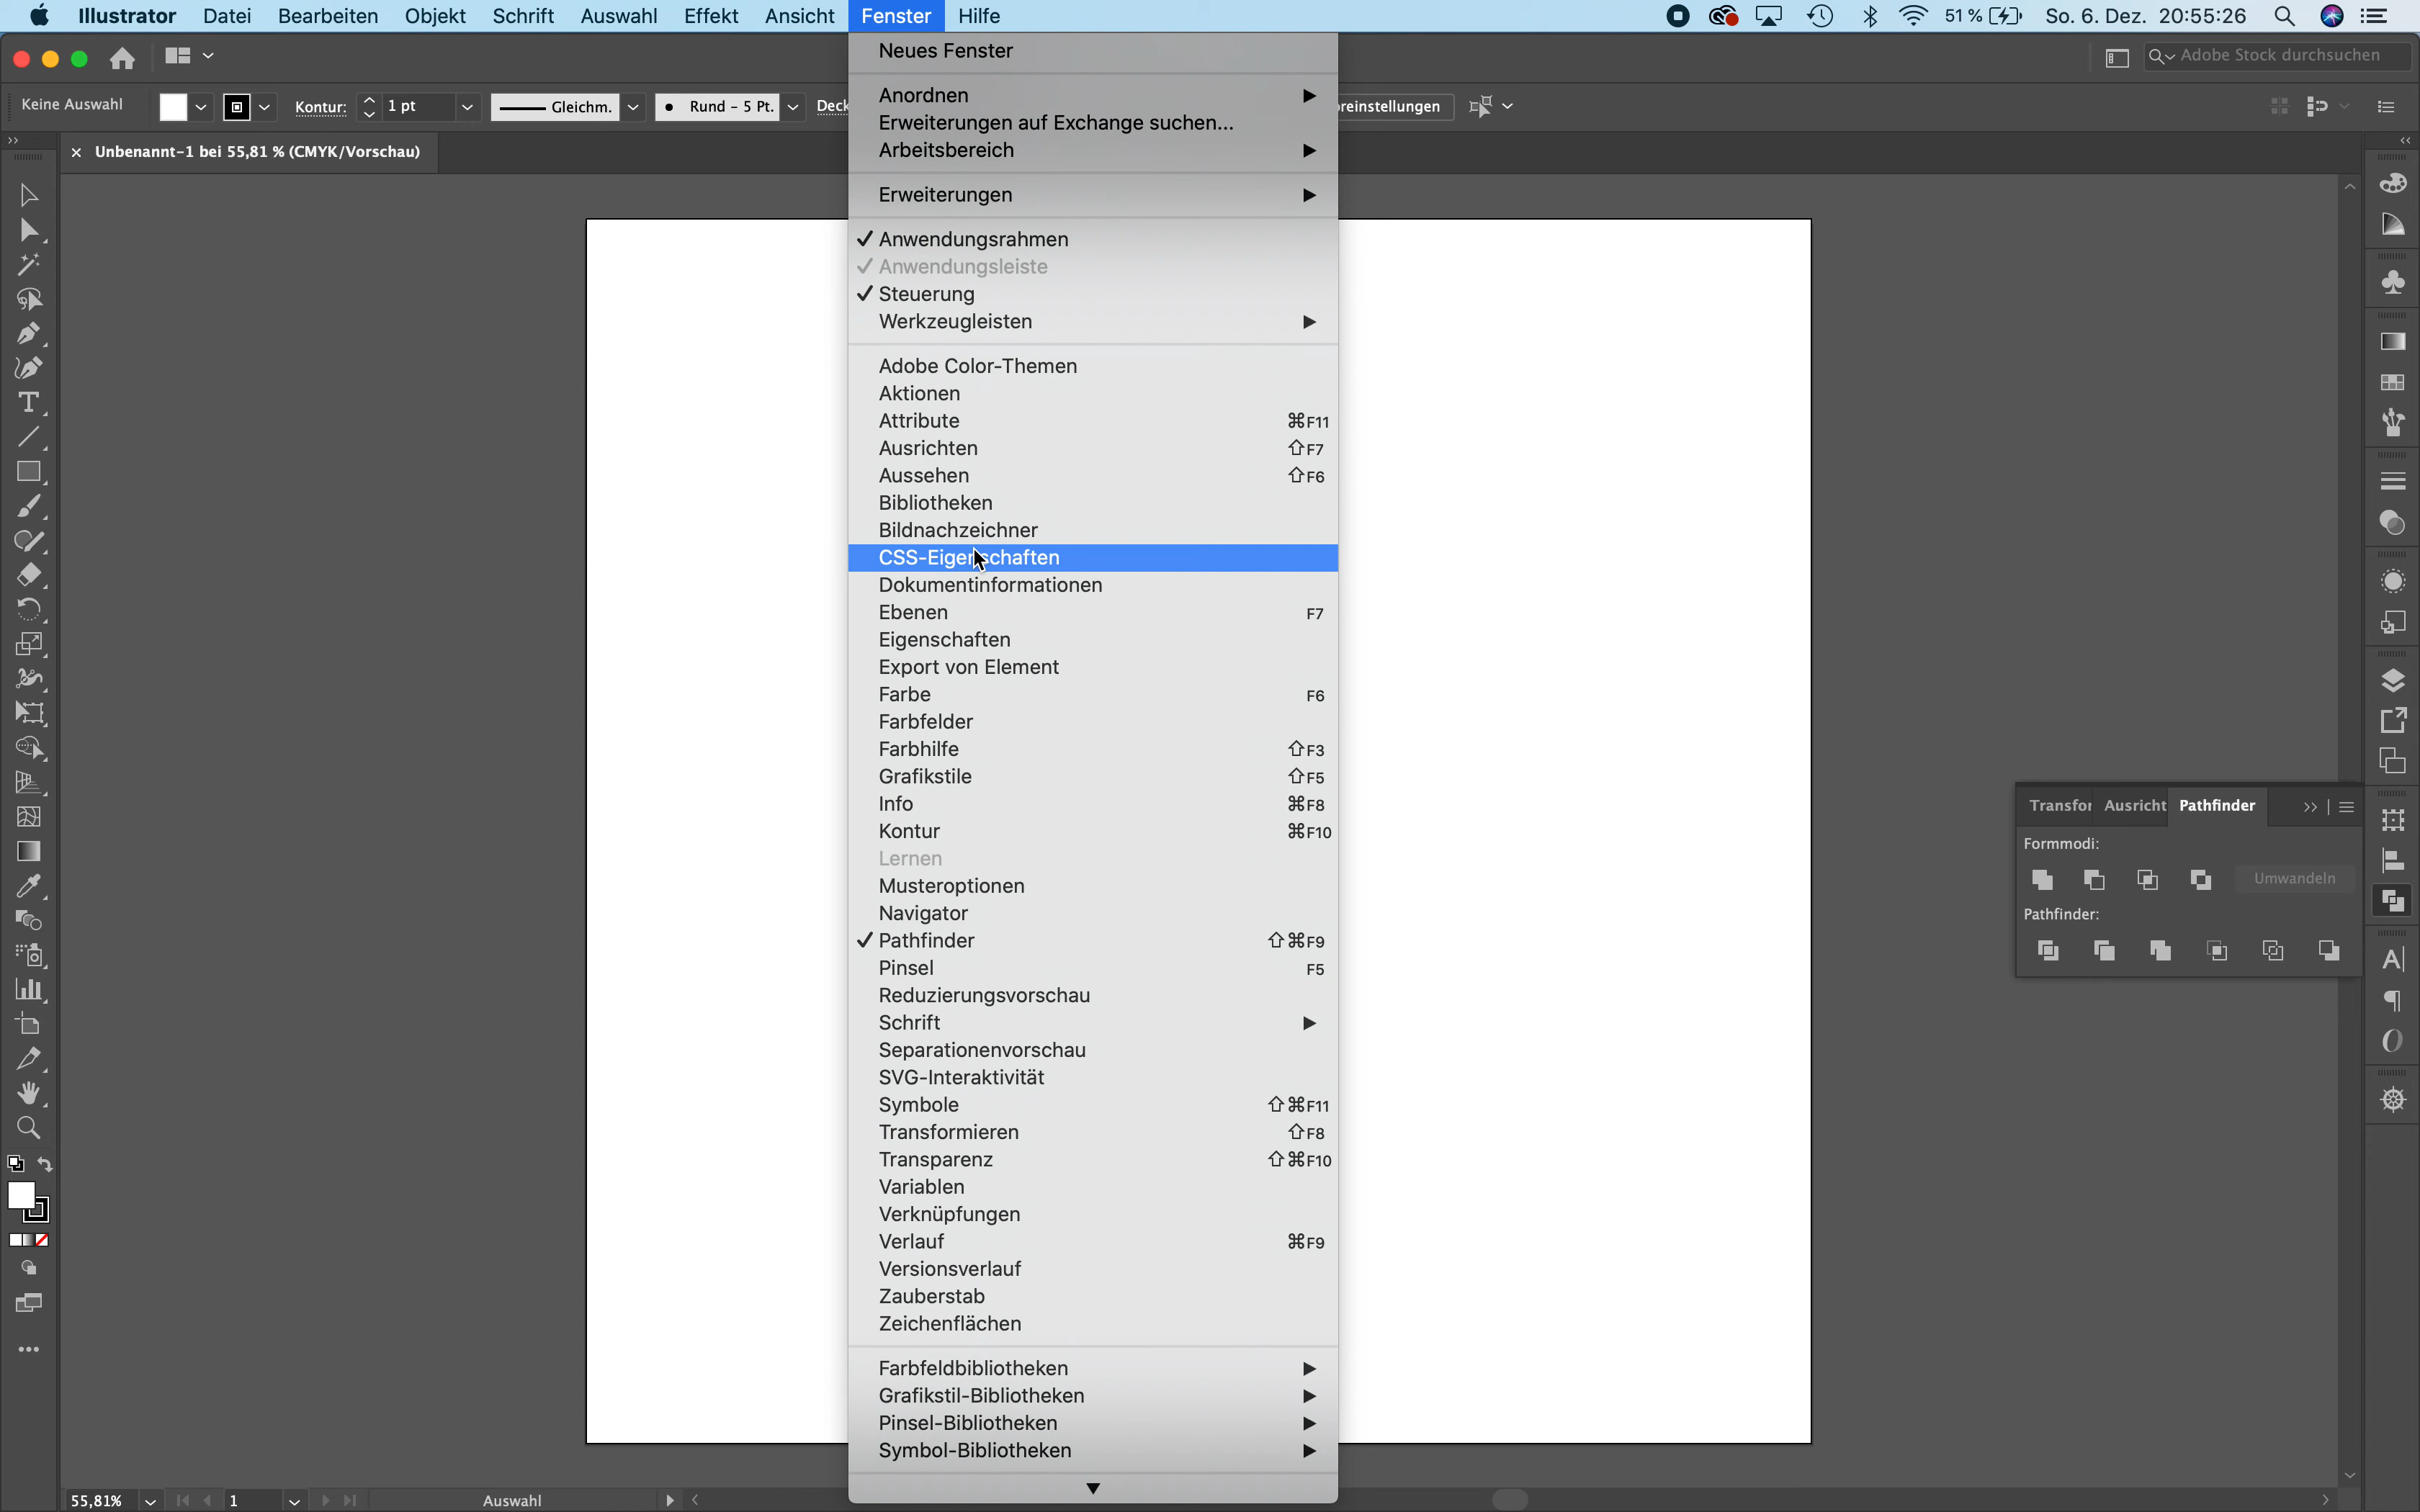 Illustrator Datei Bearbeiten Objekt Schrift Auswahl Effekt Ansicht Fenster Hilfe 51 % So. 6. Dez. 20:55:26
Adobe Stock durchsuchen
Keine Auswahl Kontur: 1 pt Gleichm. Rund - 5 Pt. Deck reinstellungen
Unbenannt-1 bei 55,81 % (CMYK/Vorschau)
Neues Fenster
Anordnen
Erweiterungen auf Exchange suchen...
Arbeitsbereich
Erweiterungen
Anwendungsrahmen
Anwendungsleiste
Steuerung
Werkzeugleisten
Adobe Color-Themen
Aktionen
Attribute ⌘F11
Ausrichten ⇧F7
Aussehen ⇧F6
Bibliotheken
Bildnachzeichner
CSS-Eigenschaften
Dokumentinformationen
Ebenen F7
Eigenschaften
Export von Element
Farbe F6
Farbfelder
Farbhilfe ⇧F3
Grafikstile ⇧F5
Info ⌘F8
Kontur ⌘F10
Lernen
Musteroptionen
Navigator
Pathfinder ⇧⌘F9
Pinsel F5
Reduzierungsvorschau
Schrift
Separationenvorschau
SVG-Interaktivität
Symbole ⇧⌘F11
Transformieren ⇧F8
Transparenz ⇧⌘F10
Variablen
Verknüpfungen
Verlauf ⌘F9
Versionsverlauf
Zauberstab
Zeichenflächen
Farbfeldbibliotheken
Grafikstil-Bibliotheken
Pinsel-Bibliotheken
Symbol-Bibliotheken
Transfor Ausricht Pathfinder
Formmodi:
Umwandeln
Pathfinder:
55,81% 1 Auswahl